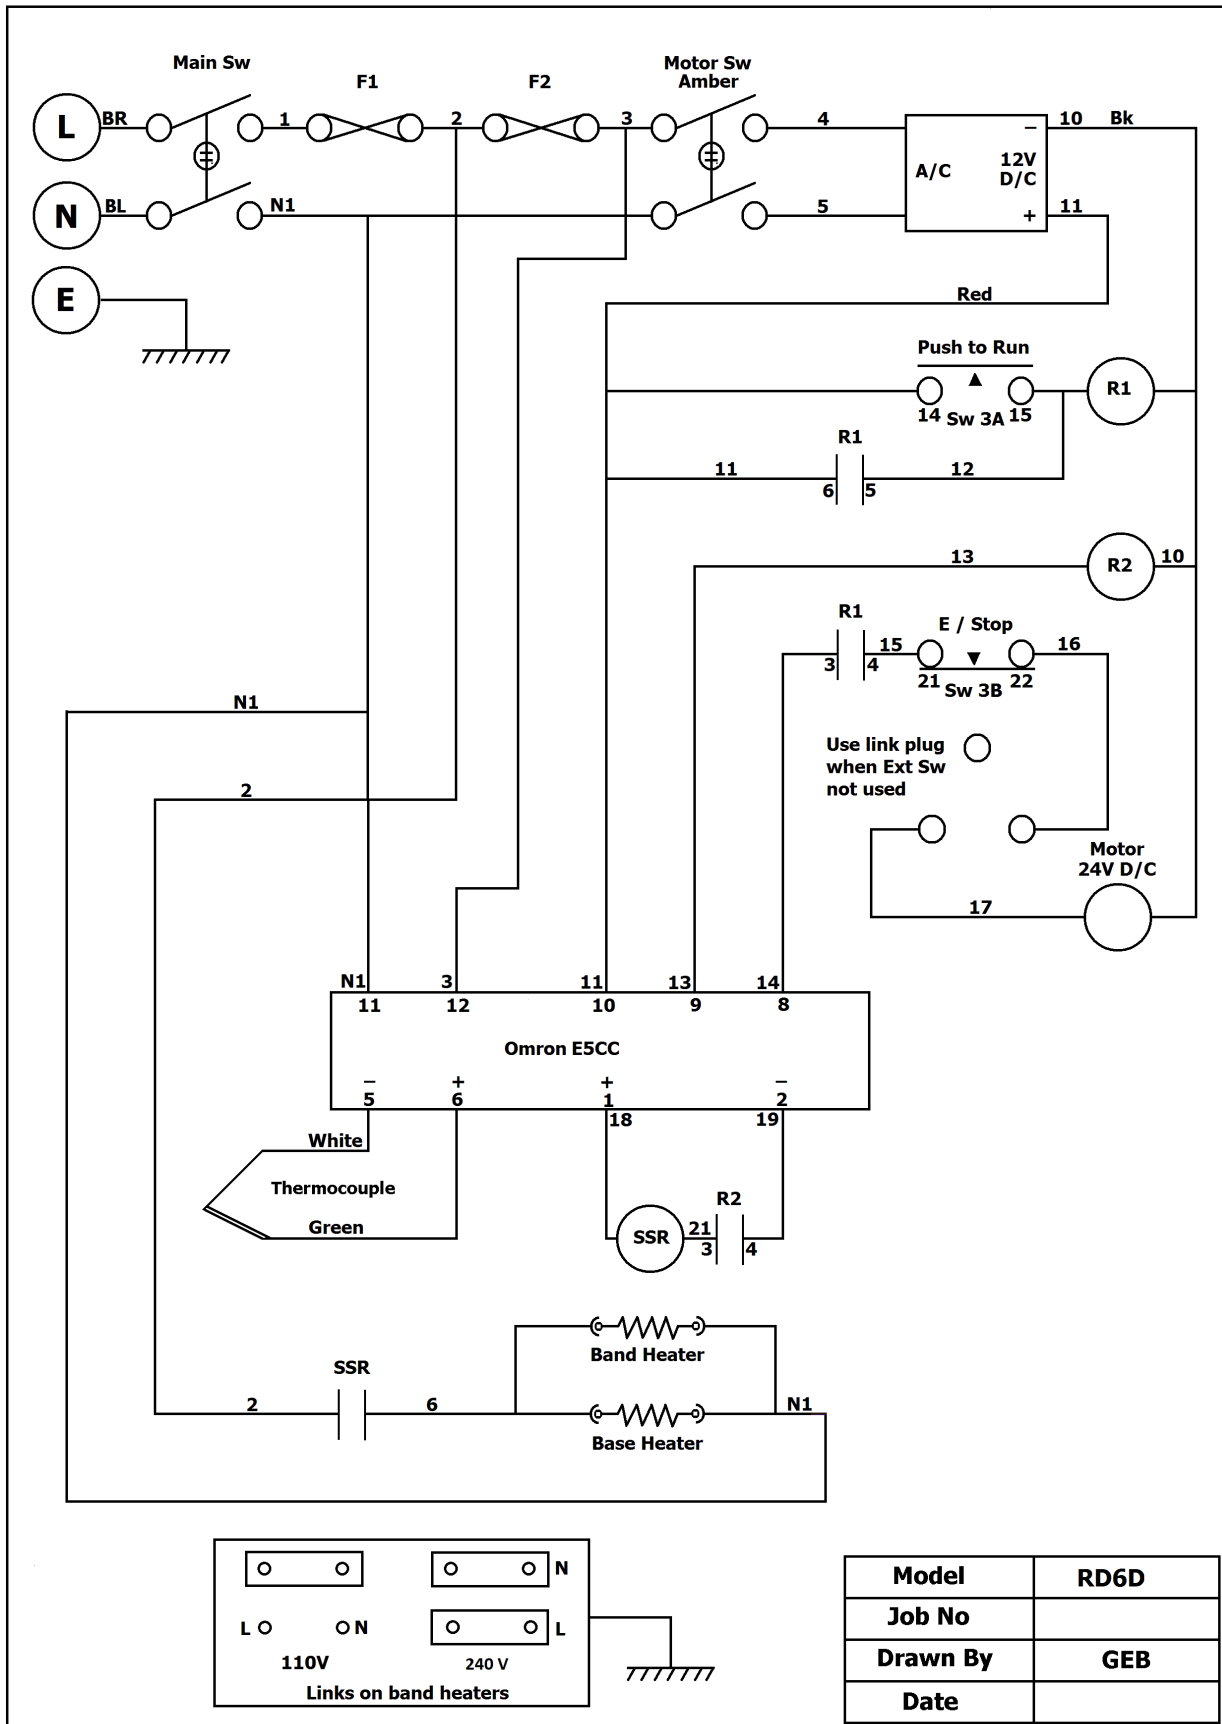 Main Sw
F1
F2
Motor Sw
Amber
L
BR
1
2
3
4
A/C
12V
D/C
−
+
10
Bk
N
BL
N1
5
11
E
Red
Push to Run
14
Sw 3A
15
R1
R1
11
12
6
5
13
R2
10
R1
E / Stop
15
16
3
4
21
22
Sw 3B
N1
Use link plug
when Ext Sw
not used
2
Motor
24V D/C
17
N1
3
11
13
14
11
12
10
9
8
Omron E5CC
−
+
+
−
5
6
1
2
18
19
White
Thermocouple
Green
R2
SSR
21
3
4
Band Heater
SSR
2
6
N1
Base Heater
N
L
N
L
110V
240 V
Links on band heaters
Model
RD6D
Job No
Drawn By
GEB
Date